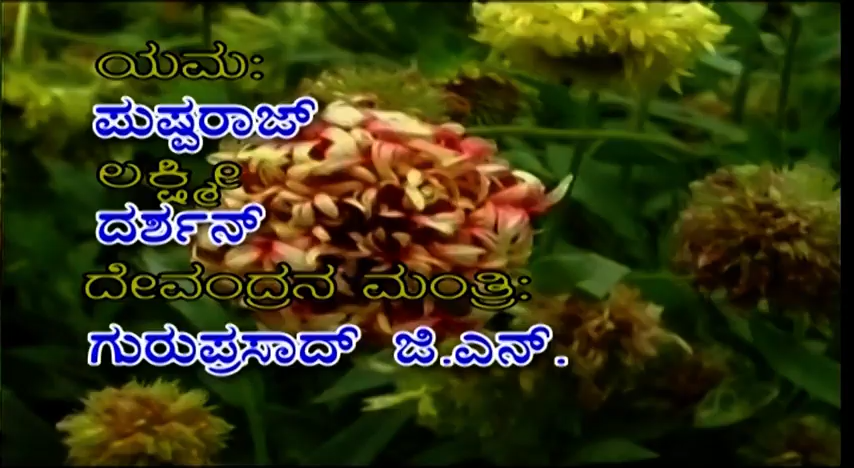 ಯಮ:
ಪುಷ್ಪರಾಜ್
ಲಕ್ಷ್ಮೀ
ದರ್ಶನ್
ದೇವಂದ್ರನ ಮಂತ್ರಿ:
ಗುರುಪ್ರಸಾದ್ ಜಿ.ಎನ್.